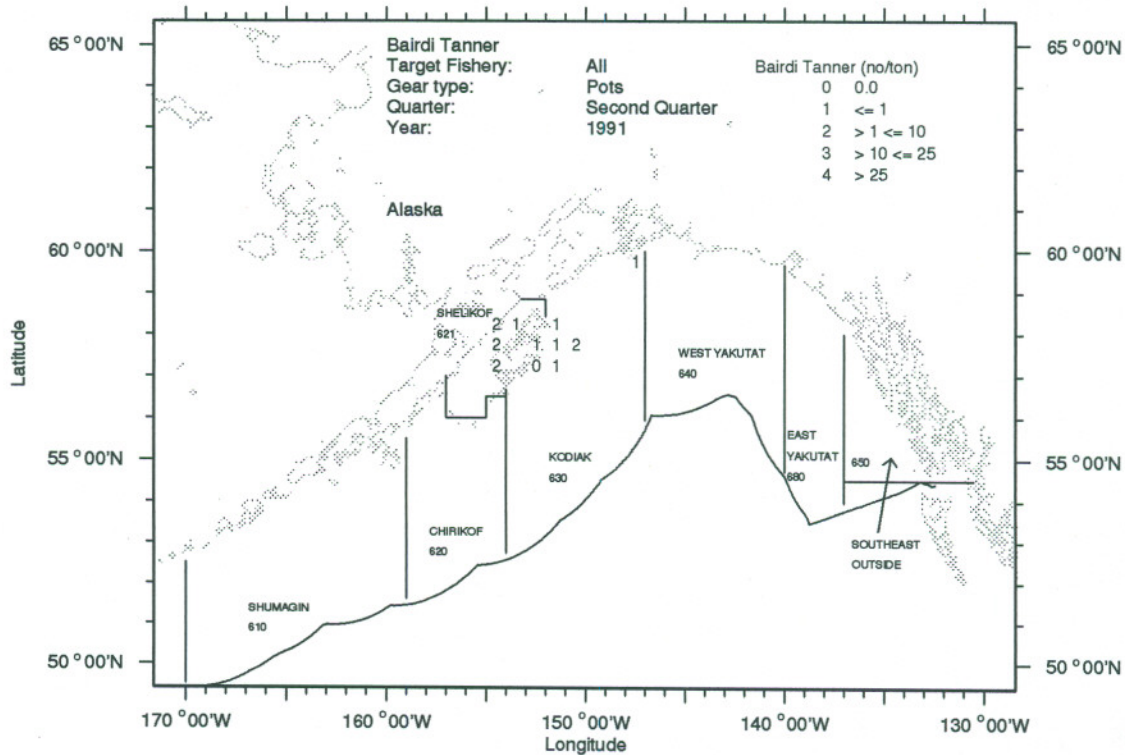 65 °00'N
65 °00'N
Bairdi Tanner
Target Fishery: All
Gear type: Pots
Quarter: Second Quarter
Year: 1991
Bairdi Tanner (no/ton)
0 0.0
1 <= 1
2 > 1 <= 10
3 > 10 <= 25
4 > 25
Alaska
60 °00'N
60 °00'N
1
SHELIKOF
621
2 1 1
2 1 1 2
2 0 1
WEST YAKUTAT
640
Latitude
55 °00'N
55 °00'N
EAST
YAKUTAT
680
650
KODIAK
630
CHIRIKOF
620
SOUTHEAST
OUTSIDE
SHUMAGIN
610
50 °00'N
50 °00'N
170 °00'W
160 °00'W
150 °00'W
140 °00'W
130 °00'W
Longitude